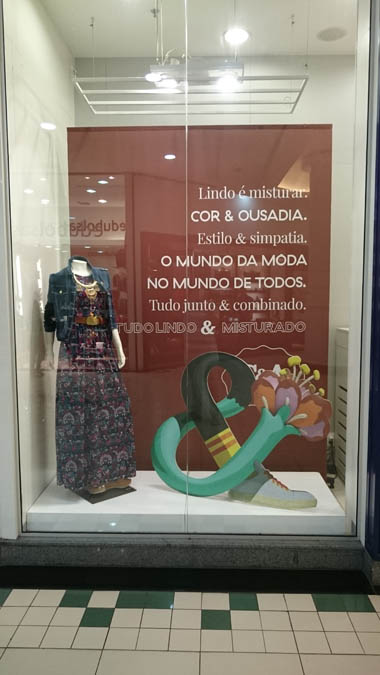 Lindo é misturar.
COR & OUSADIA.
Estilo & simpatia.
O MUNDO DA MODA
NO MUNDO DE TODOS.
Tudo junto & combinado.
TUDO LINDO & MISTURADO